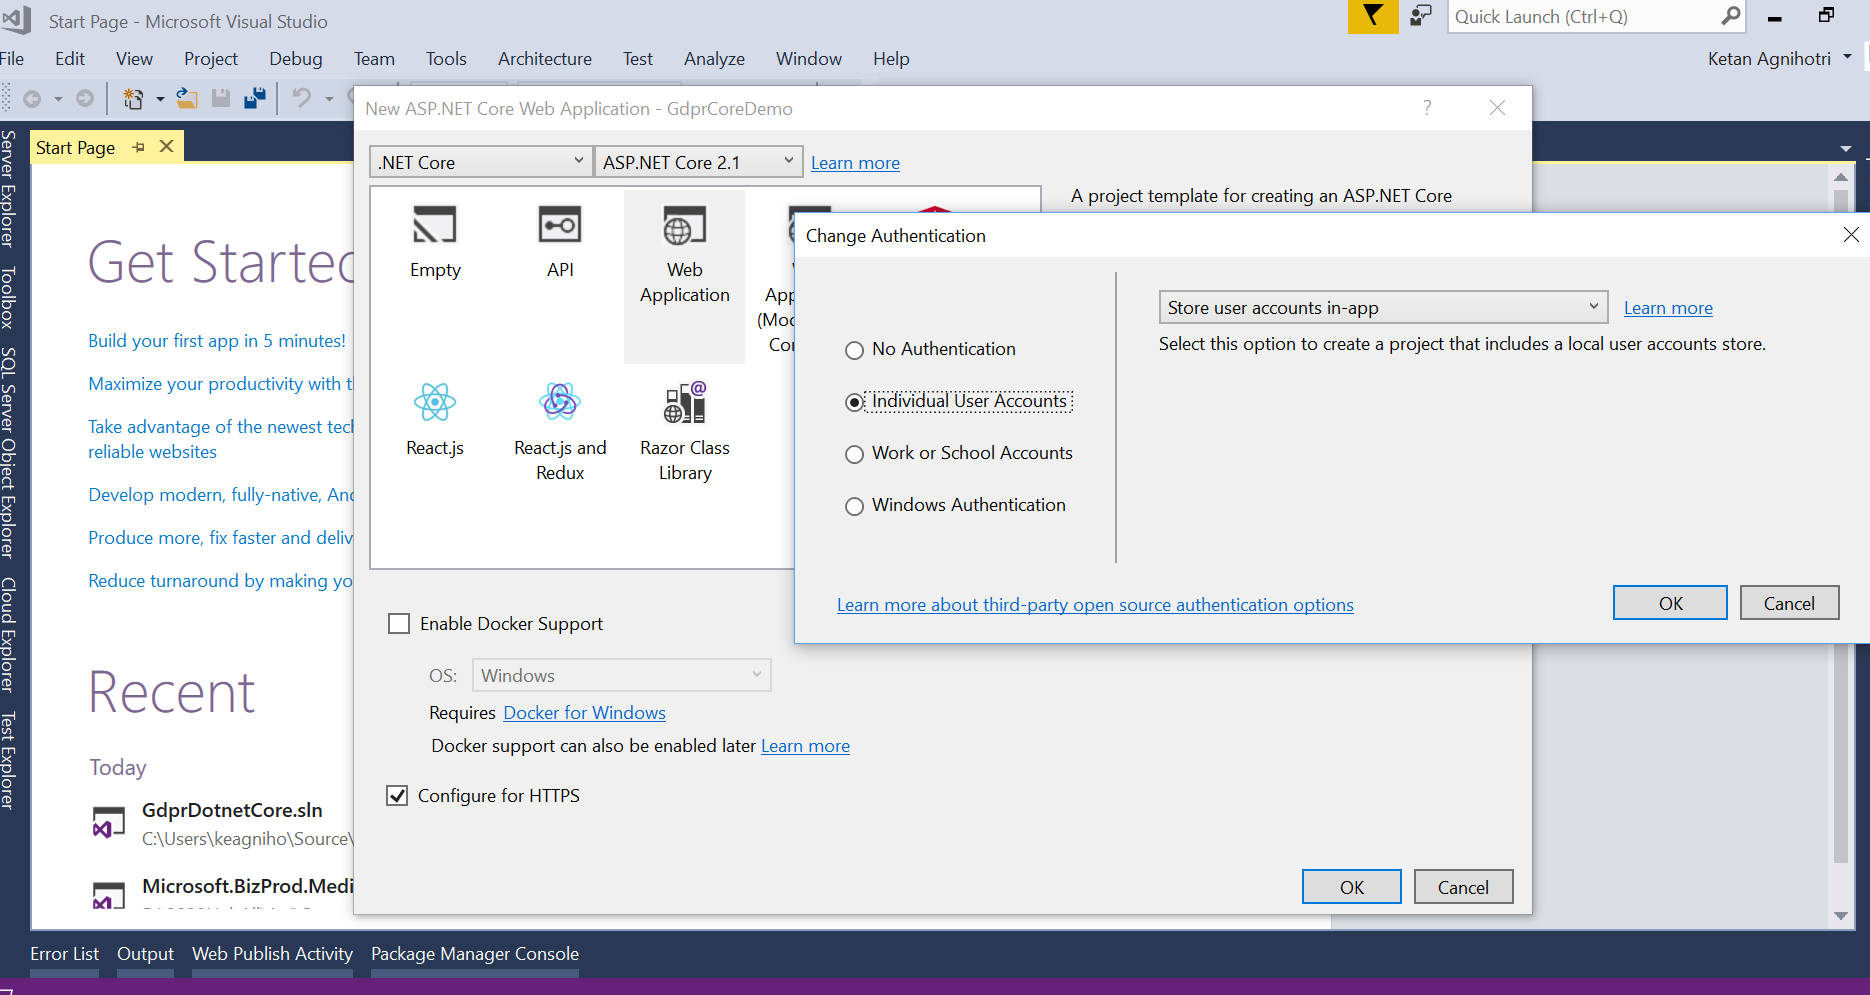 Start Page - Microsoft Visual Studio
Quick Launch (Ctrl+Q)
File Edit View Project Debug Team Tools Architecture Test Analyze Window Help
Ketan Agnihotri
Server Explorer
Toolbox
SQL Server Object Explorer
Cloud Explorer
Test Explorer
Start Page
Get Started
Build your first app in 5 minutes!
Maximize your productivity with t
Take advantage of the newest tech
reliable websites
Develop modern, fully-native, And
Produce more, fix faster and deliv
Reduce turnaround by making yo
Recent
Today
GdprDotnetCore.sln
C:\Users\keagniho\Source\
Microsoft.BizProd.Medi
New ASP.NET Core Web Application - GdprCoreDemo
?
.NET Core
ASP.NET Core 2.1
Learn more
Empty
API
Web
Application
App
(Mod
Con
React.js
React.js and
Redux
@
Razor Class
Library
A project template for creating an ASP.NET Core
Enable Docker Support
OS: Windows
Requires Docker for Windows
Docker support can also be enabled later Learn more
Configure for HTTPS
OK
Cancel
Change Authentication
No Authentication
Individual User Accounts
Work or School Accounts
Windows Authentication
Store user accounts in-app
Learn more
Select this option to create a project that includes a local user accounts store.
Learn more about third-party open source authentication options
OK
Cancel
Error List Output Web Publish Activity Package Manager Console